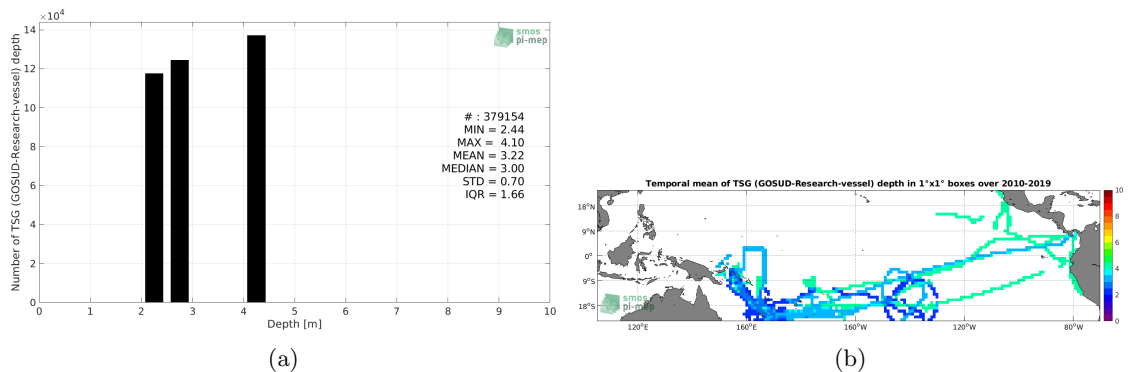 ×10⁴
14
12
10
8
6
4
2
0
Number of TSG (GOSUD-Research-vessel) depth
smos
pi-mep
# : 379154
MIN = 2.44
MAX = 4.10
MEAN = 3.22
MEDIAN = 3.00
STD = 0.70
IQR = 1.66
0 1 2 3 4 5 6 7 8 9 10
Depth [m]
(a)
Temporal mean of TSG (GOSUD-Research-vessel) depth in 1°x1° boxes over 2010-2019
18°N
9°N
0°
9°S
18°S
smos
pi-mep
120°E 160°E 160°W 120°W 80°W
10
8
6
4
2
0
(b)